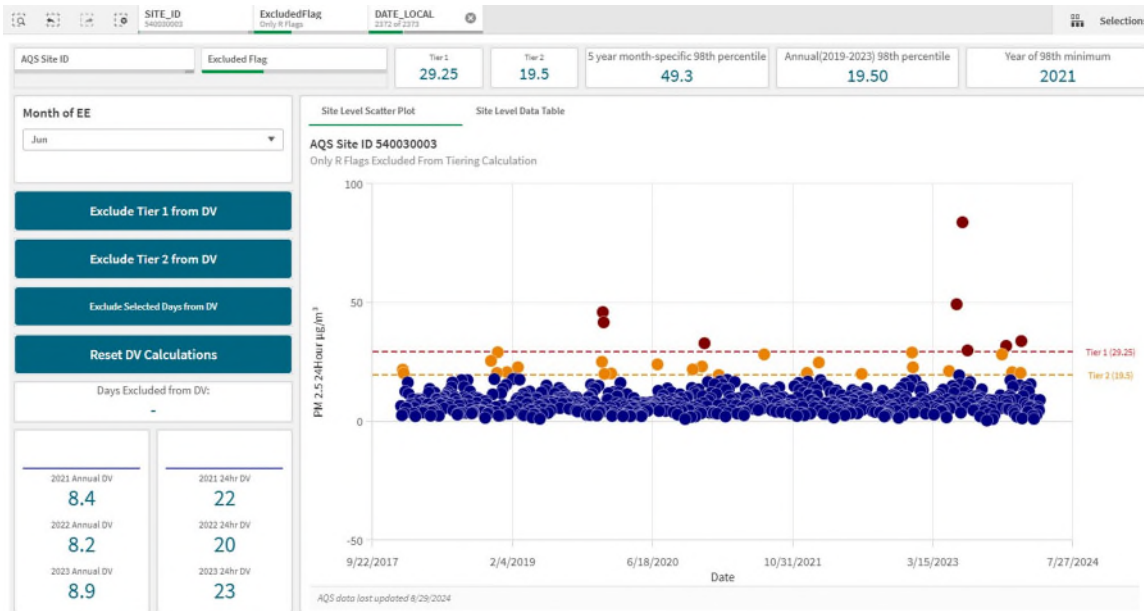 SITE_ID
540030003
ExcludedFlag
Only R Flags
DATE_LOCAL
2372 of 2373
Selections
AQS Site ID
Excluded Flag
Tier 1
29.25
Tier 2
19.5
5 year month-specific 98th percentile
49.3
Annual(2019-2023) 98th percentile
19.50
Year of 98th minimum
2021
Month of EE
Jun
Exclude Tier 1 from DV
Exclude Tier 2 from DV
Exclude Selected Days from DV
Reset DV Calculations
Days Excluded from DV:
-
2021 Annual DV
8.4
2022 Annual DV
8.2
2023 Annual DV
8.9
2021 24hr DV
22
2022 24hr DV
20
2023 24hr DV
23
Site Level Scatter Plot
Site Level Data Table
AQS Site ID 540030003
Only R Flags Excluded From Tiering Calculation
PM 2.5 24Hour µg/m³
100
50
0
-50
Tier 1 (29.25)
Tier 2 (19.5)
9/22/2017
2/4/2019
6/18/2020
10/31/2021
3/15/2023
7/27/2024
Date
AQS data last updated 8/29/2024